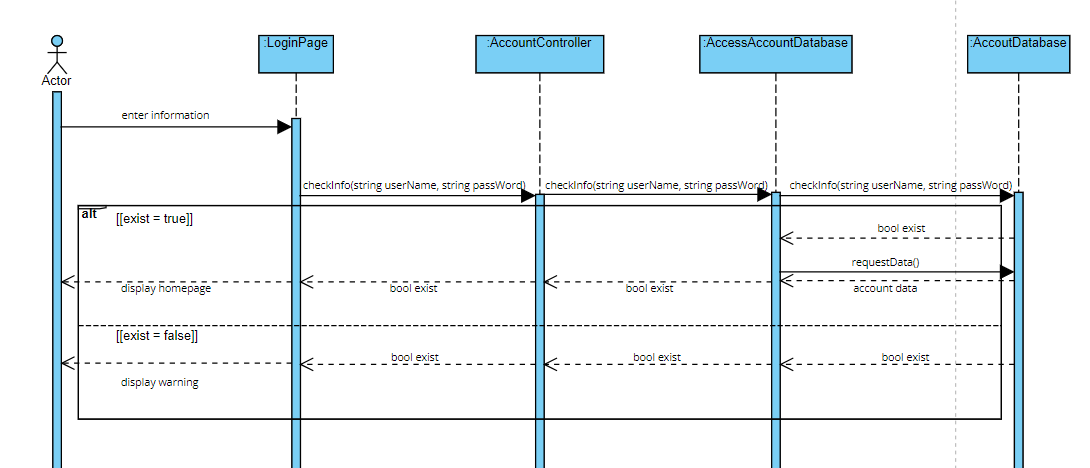 :LoginPage
:AccountController
:AccessAccountDatabase
:AccoutDatabase
Actor
enter information
checkInfo(string userName, string passWord)
checkInfo(string userName, string passWord)
checkInfo(string userName, string passWord)
alt
[[exist = true]]
bool exist
requestData()
display homepage
bool exist
bool exist
account data
[[exist = false]]
bool exist
bool exist
bool exist
display warning